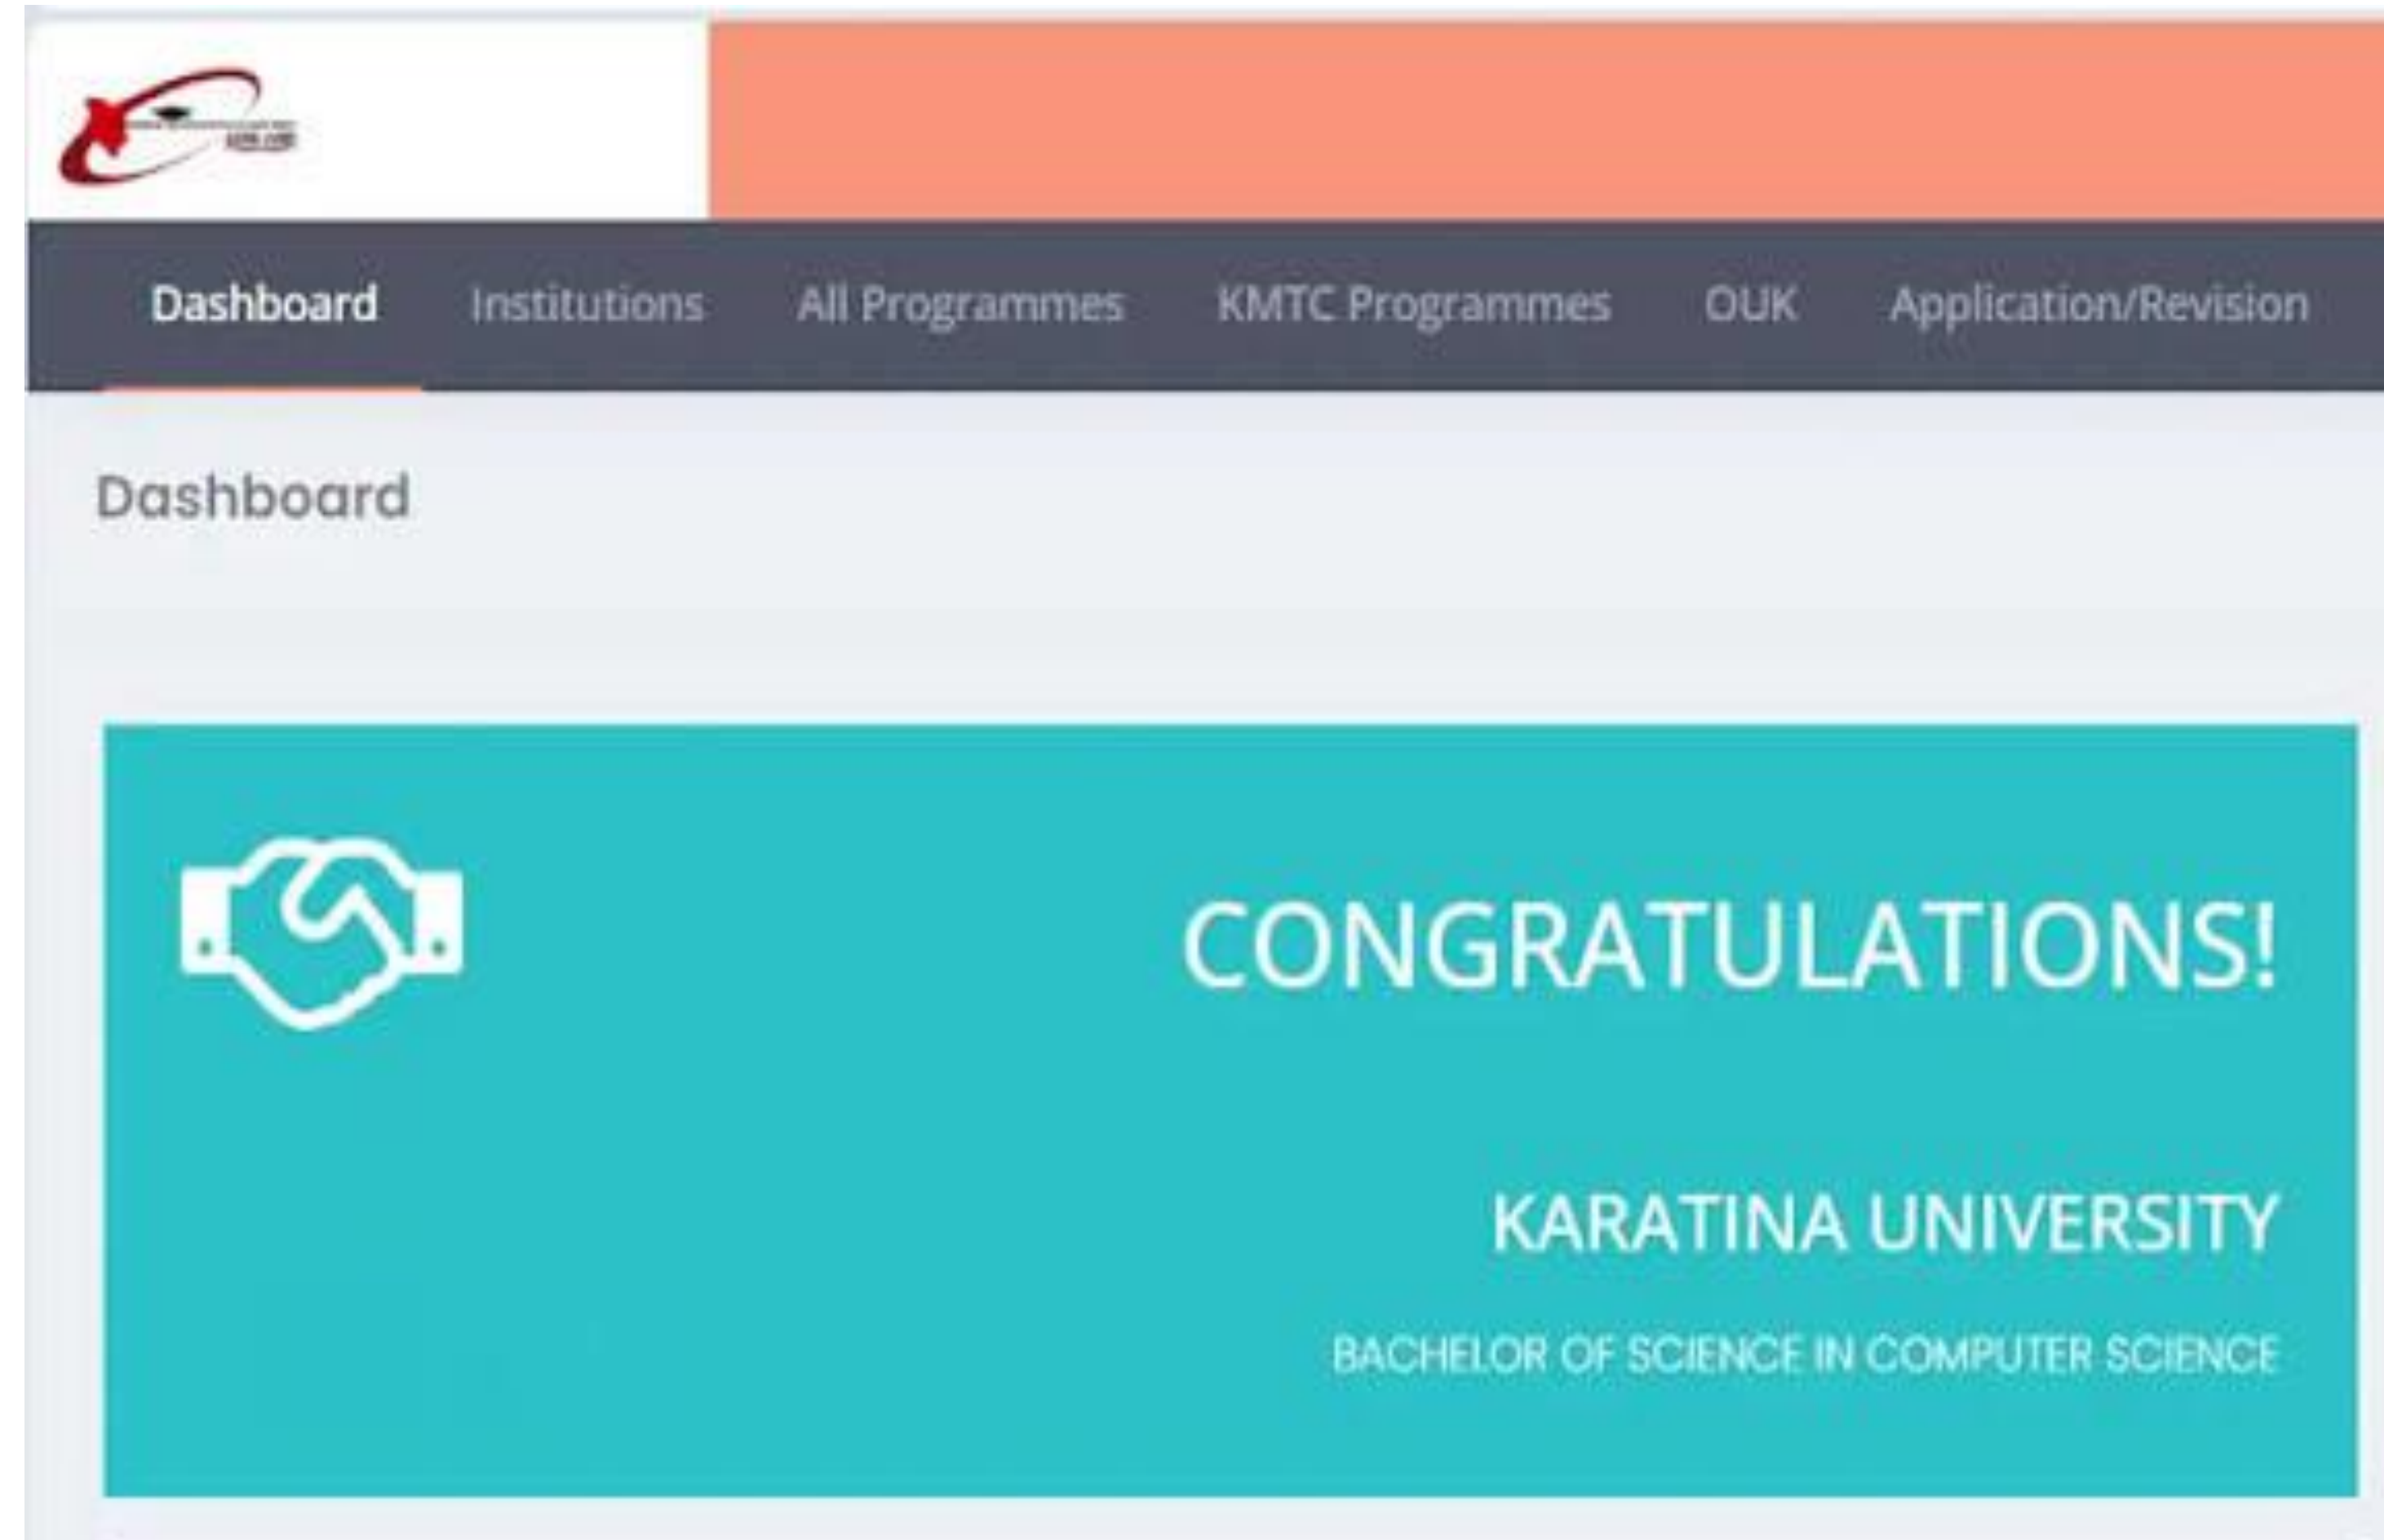 Dashboard Institutions All Programmes KMTC Programmes OUK Application/Revision
Dashboard
CONGRATULATIONS!
KARATINA UNIVERSITY
BACHELOR OF SCIENCE IN COMPUTER SCIENCE